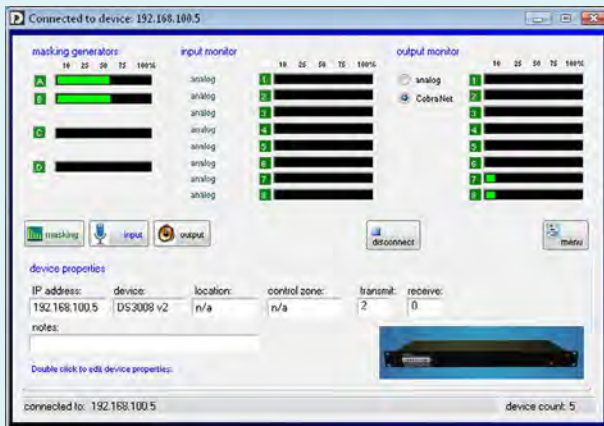 Connected to device: 192.168.100.5
masking generators
10 25 50 75 100%
A
B
C
D
input monitor
10 25 50 75 100%
analog 1
analog 2
analog 3
analog 4
analog 5
analog 6
analog 7
analog 8
output monitor
analog
CobraNet
10 25 50 75 100%
1
2
3
4
5
6
7
8
masking
input
output
disconnect
menu
device properties
IP address: device: location: control zone: transmit: receive:
192.168.100.5 DS3008 v2 n/a n/a 2 0
notes:
Double click to edit device properties.
connected to: 192.168.100.5 device count: 5